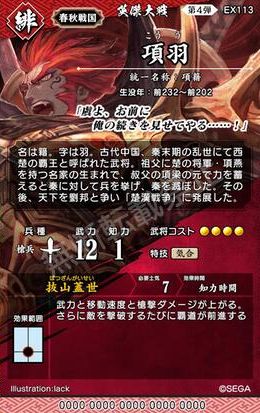 緋
春秋戦国
英傑大戦
第4弾
EX113
こうう
項羽
統一名称:項籍
生没年:前232〜前202
「虞よ、お前に
俺の続きを見せてやる……!」
名は籍、字は羽。古代中国、秦末期の乱世にて西
楚の覇王と呼ばれた武将。祖父に楚の将軍・項燕
を持つ名家の生まれで、叔父の項梁の元で力を蓄
えると秦に対して兵を挙げ、秦を滅ぼした。その
後、天下を劉邦と争い「楚漢戦争」に発展した。
兵種 武力 知力 武将コスト
槍兵 12 1 特技 気合
ばつざんがいせい 必要士気 効果時間
抜山蓋世 7 知力時間
効果範囲
武力と移動速度と槍撃ダメージが上がる。
さらに敵を撃破するたびに覇道が前進する
Illustration:lack
©SEGA
0000-0000-0000-0000-0000